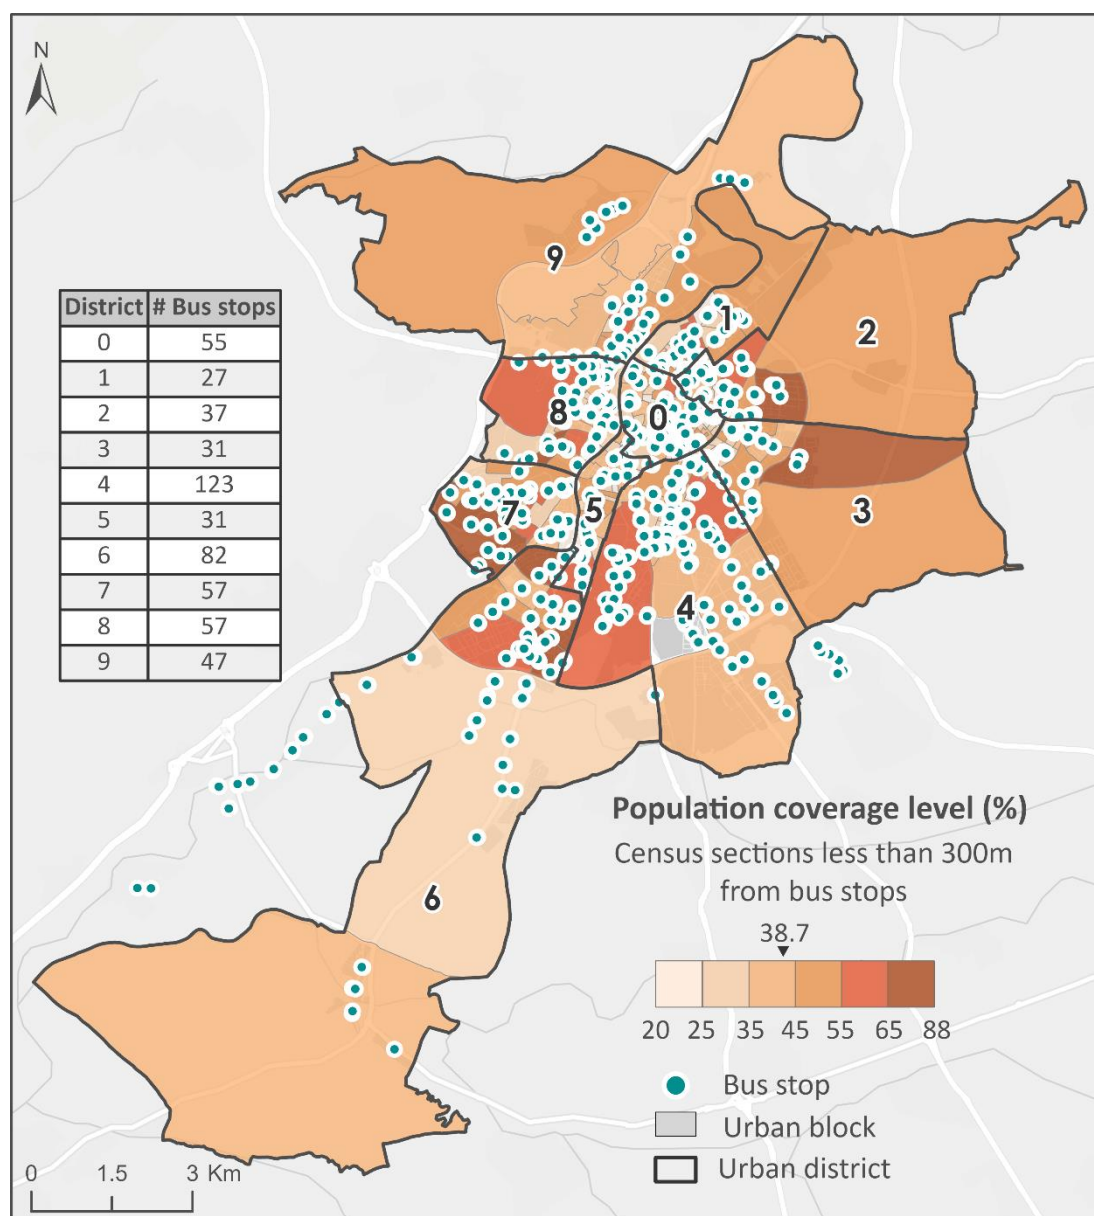 N
District # Bus stops
0 55
1 27
2 37
3 31
4 123
5 31
6 82
7 57
8 57
9 47
9
1
2
0
8
7
5
3
4
6
Population coverage level (%)
Census sections less than 300m
from bus stops
38.7
20 25 35 45 55 65 88
Bus stop
Urban block
Urban district
0 1.5 3 Km